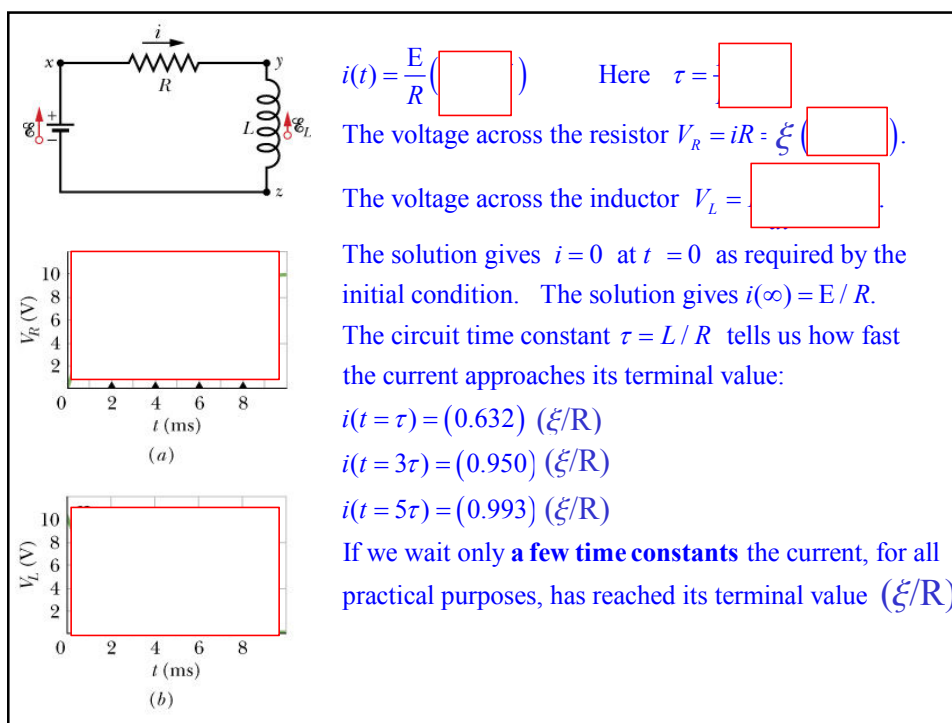 i
x
y
R
+
ℰ
−
L
ℰ_L
z
i(t) = E/R ( ) Here τ =
The voltage across the resistor V_R = iR = ξ ( ).
The voltage across the inductor V_L = .
The solution gives i = 0 at t = 0 as required by the
initial condition. The solution gives i(∞) = E / R.
The circuit time constant τ = L / R tells us how fast
the current approaches its terminal value:
i(t = τ) = (0.632) (ξ/R)
i(t = 3τ) = (0.950) (ξ/R)
i(t = 5τ) = (0.993) (ξ/R)
If we wait only a few time constants the current, for all
practical purposes, has reached its terminal value (ξ/R)
V_R (V)
10
8
6
4
2
0 2 4 6 8
t (ms)
(a)
V_L (V)
10
8
6
4
2
0 2 4 6 8
t (ms)
(b)